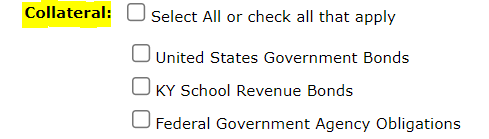 Collateral: Select All or check all that apply
United States Government Bonds
KY School Revenue Bonds
Federal Government Agency Obligations